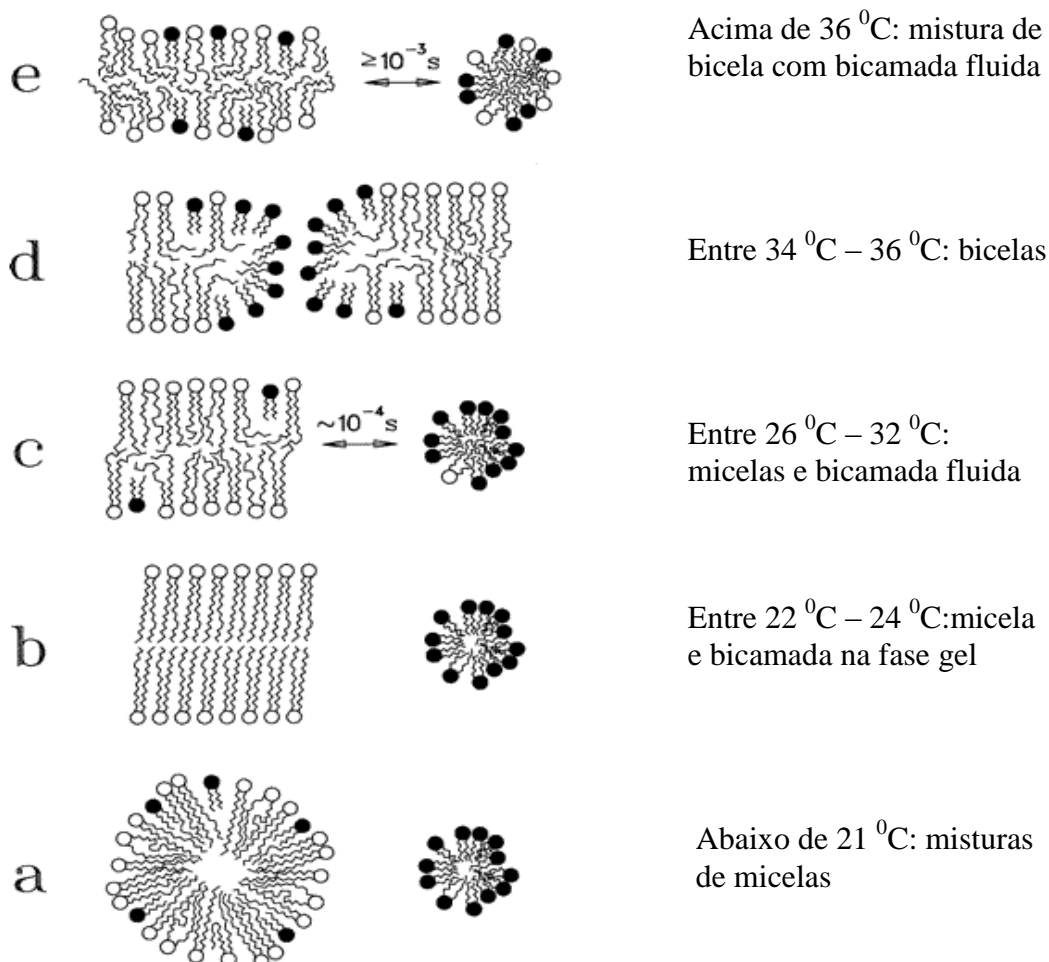 e
≥10⁻³ s
Acima de 36 ⁰C: mistura de
bicela com bicamada fluida
d
Entre 34 ⁰C – 36 ⁰C: bicelas
c
~10⁻⁴ s
Entre 26 ⁰C – 32 ⁰C:
micelas e bicamada fluida
b
Entre 22 ⁰C – 24 ⁰C:micela
e bicamada na fase gel
a
Abaixo de 21 ⁰C: misturas
de micelas